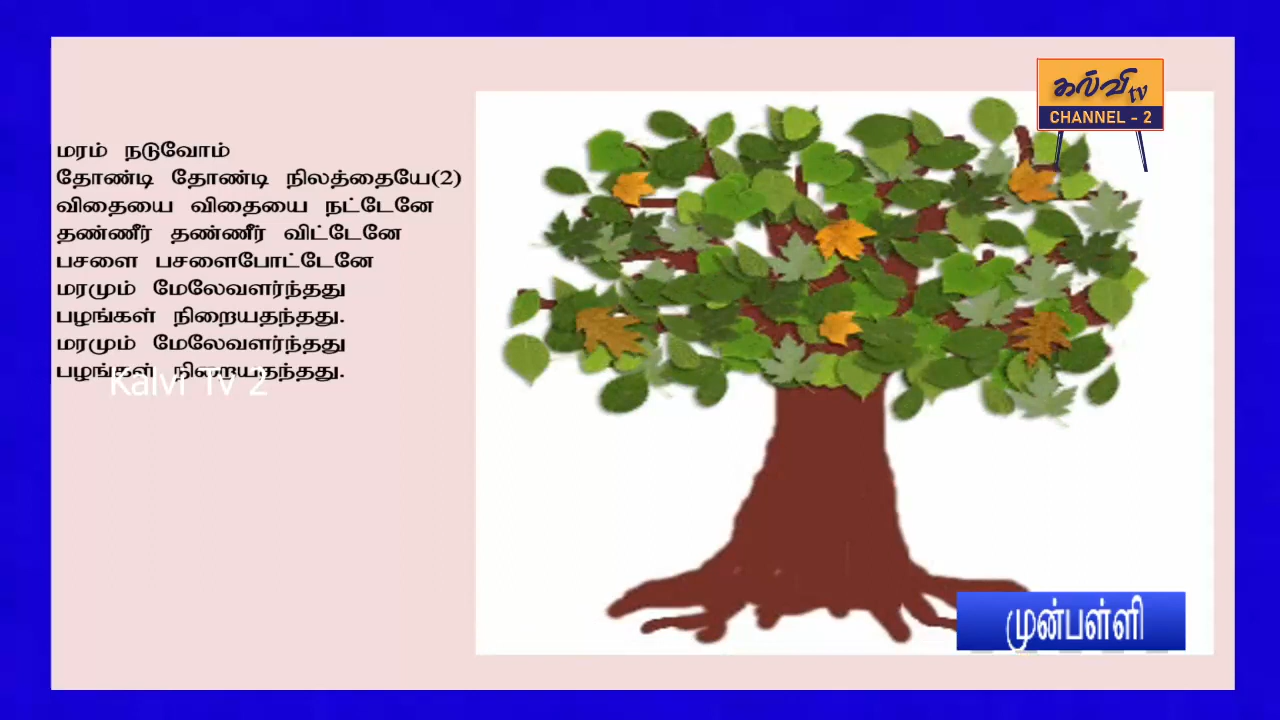 மரம் நடுவோம்
தோண்டி தோண்டி நிலத்தையே(2)
விதையை விதையை நட்டேனே
தண்ணீர் தண்ணீர் விட்டேனே
பசளை பசளைபோட்டேனே
மரமும் மேலேவளர்ந்தது
பழங்கள் நிறையதந்தது.
மரமும் மேலேவளர்ந்தது
பழங்கள் நிறையதந்தது.
Kalvi Tv 2
கல்வி tv
CHANNEL - 2
முன்பள்ளி